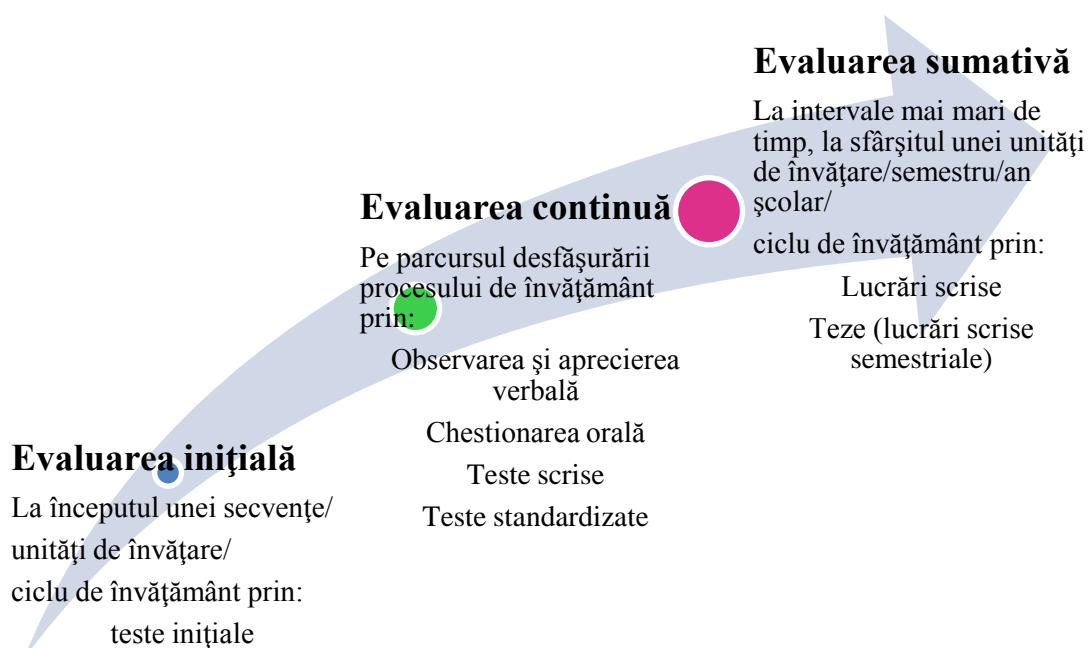 Evaluarea iniţială
La începutul unei secvenţe/
unităţi de învăţare/
ciclu de învăţământ prin:
teste iniţiale
Evaluarea continuă
Pe parcursul desfăşurării
procesului de învăţământ
prin:
Observarea şi aprecierea
verbală
Chestionarea orală
Teste scrise
Teste standardizate
Evaluarea sumativă
La intervale mai mari de
timp, la sfârşitul unei unităţi
de învăţare/semestru/an
şcolar/
ciclu de învăţământ prin:
Lucrări scrise
Teze (lucrări scrise
semestriale)